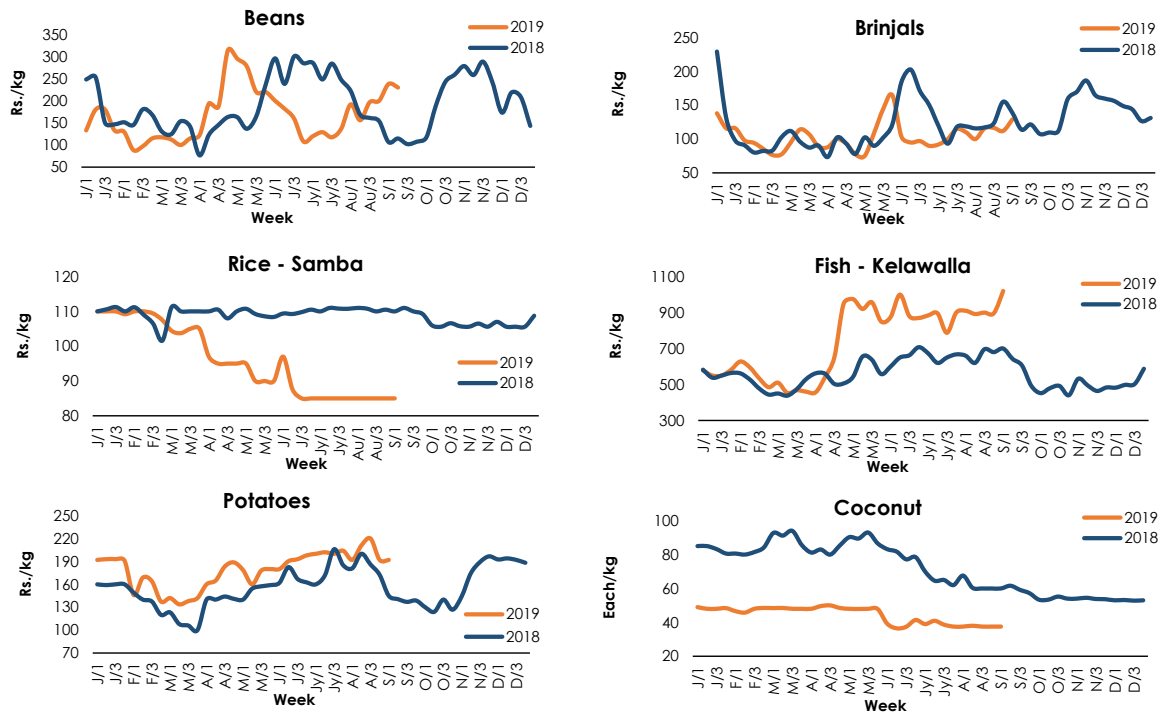 Beans
2019
2018
350
300
250
200
150
100
50
Rs./kg
J/1 J/3 F/1 F/3 M/1 M/3 A/1 A/3 M/1 M/3 J/1 J/3 Jy/1 Jy/3 Au/1 Au/3 S/1 S/3 O/1 O/3 N/1 N/3 D/1 D/3
Week
Brinjals
2019
2018
250
200
150
100
50
Rs./kg
J/1 J/3 F/1 F/3 M/1 M/3 A/1 A/3 M/1 M/3 J/1 J/3 Jy/1 Jy/3 Au/1 Au/3 S/1 S/3 O/1 O/3 N/1 N/3 D/1 D/3
Week
Rice - Samba
120
110
100
90
80
Rs./kg
2019
2018
J/1 J/3 F/1 F/3 M/1 M/3 A/1 A/3 M/1 M/3 J/1 J/3 Jy/1 Jy/3 Au/1 Au/3 S/1 S/3 O/1 O/3 N/1 N/3 D/1 D/3
Week
Fish - Kelawalla
2019
2018
1100
900
700
500
300
Rs./kg
J/1 J/3 F/1 F/3 M/1 M/3 A/1 A/3 M/1 M/3 J/1 J/3 Jy/1 Jy/3 A/1 A/3 S/1 S/3 O/1 O/3 N/1 N/3 D/1 D/3
Week
Potatoes
250
220
190
160
130
100
70
Rs./kg
2019
2018
J/1 J/3 F/1 F/3 M/1 M/3 A/1 A/3 M/1 M/3 J/1 J/3 Jy/1 Jy/3 A/1 A/3 S/1 S/3 O/1 O/3 N/1 N/3 D/1 D/3
Week
Coconut
2019
2018
100
80
60
40
20
Each/kg
J/1 J/3 F/1 F/3 M/1 M/3 A/1 A/3 M/1 M/3 J/1 J/3 Jy/1 Jy/3 A/1 A/3 S/1 S/3 O/1 O/3 N/1 N/3 D/1 D/3
Week